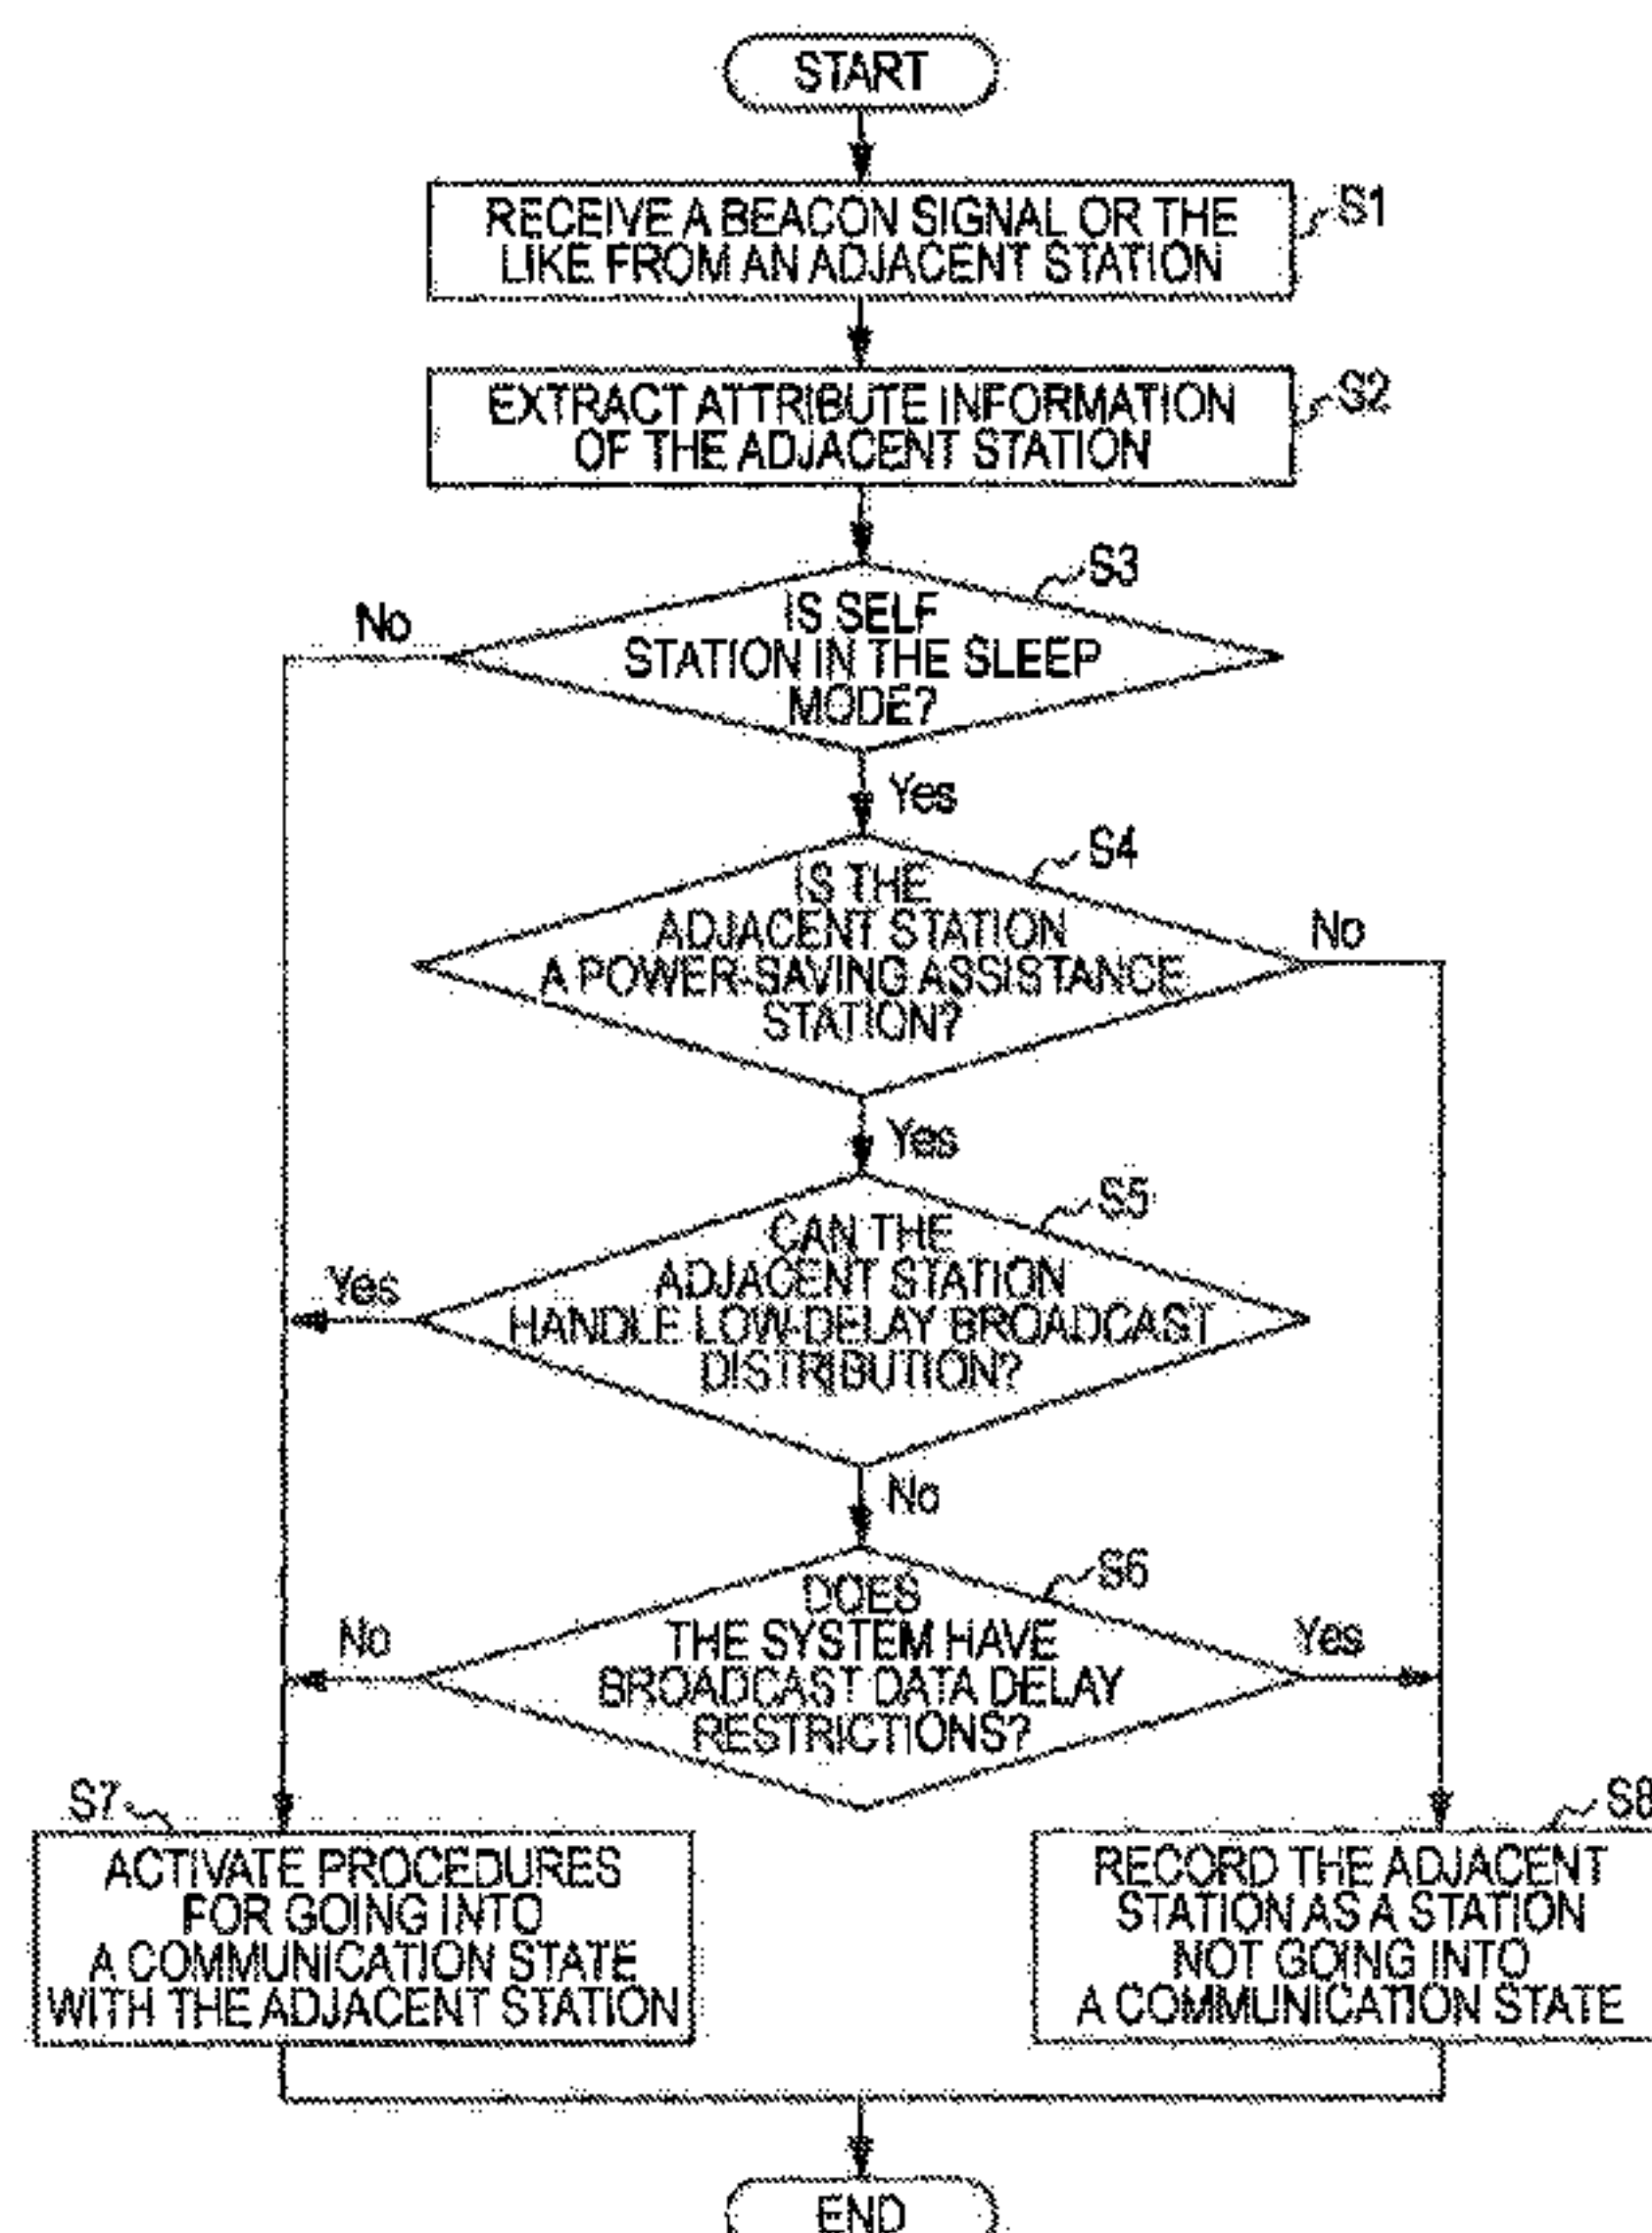 START
RECEIVE A BEACON SIGNAL OR THE
LIKE FROM AN ADJACENT STATION
S1
EXTRACT ATTRIBUTE INFORMATION
OF THE ADJACENT STATION
S2
S3
No
IS SELF
STATION IN THE SLEEP
MODE?
Yes
S4
IS THE
ADJACENT STATION
A POWER-SAVING ASSISTANCE
STATION?
No
Yes
S5
CAN THE
ADJACENT STATION
HANDLE LOW-DELAY BROADCAST
DISTRIBUTION?
Yes
No
S6
DOES
THE SYSTEM HAVE
BROADCAST DATA DELAY
RESTRICTIONS?
No
Yes
S7
ACTIVATE PROCEDURES
FOR GOING INTO
A COMMUNICATION STATE
WITH THE ADJACENT STATION
S8
RECORD THE ADJACENT
STATION AS A STATION
NOT GOING INTO
A COMMUNICATION STATE
END